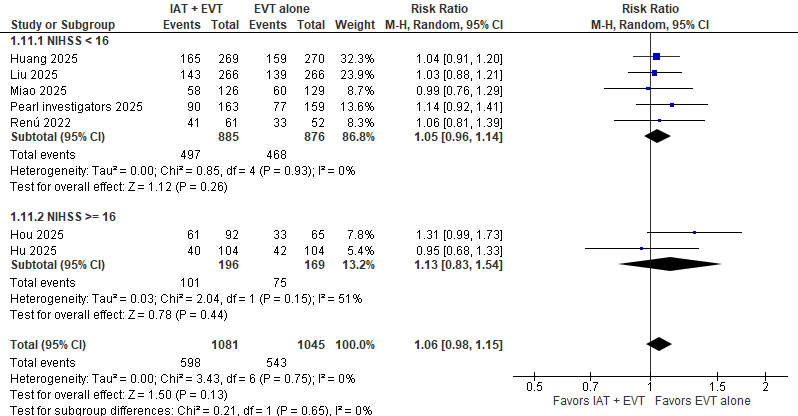 IAT + EVT EVT alone Risk Ratio Risk Ratio
Study or Subgroup Events Total Events Total Weight M-H, Random, 95% CI M-H, Random, 95% CI
1.11.1 NIHSS < 16
Huang 2025 165 269 159 270 32.3% 1.04 [0.91, 1.20]
Liu 2025 143 266 139 266 23.9% 1.03 [0.88, 1.21]
Miao 2025 58 126 60 129 8.7% 0.99 [0.76, 1.29]
Pearl investigators 2025 90 163 77 159 13.6% 1.14 [0.92, 1.41]
Renú 2022 41 61 33 52 8.3% 1.06 [0.81, 1.39]
Subtotal (95% CI) 885 876 86.8% 1.05 [0.96, 1.14]
Total events 497 468
Heterogeneity: Tau² = 0.00; Chi² = 0.85, df = 4 (P = 0.93); I² = 0%
Test for overall effect: Z = 1.12 (P = 0.26)
1.11.2 NIHSS >= 16
Hou 2025 61 92 33 65 7.8% 1.31 [0.99, 1.73]
Hu 2025 40 104 42 104 5.4% 0.95 [0.68, 1.33]
Subtotal (95% CI) 196 169 13.2% 1.13 [0.83, 1.54]
Total events 101 75
Heterogeneity: Tau² = 0.03; Chi² = 2.04, df = 1 (P = 0.15); I² = 51%
Test for overall effect: Z = 0.78 (P = 0.44)
Total (95% CI) 1081 1045 100.0% 1.06 [0.98, 1.15]
Total events 598 543
Heterogeneity: Tau² = 0.00; Chi² = 3.43, df = 6 (P = 0.75); I² = 0%
Test for overall effect: Z = 1.50 (P = 0.13)
Test for subgroup differences: Chi² = 0.21, df = 1 (P = 0.65), I² = 0%
0.5 0.7 1 1.5 2
Favors IAT + EVT Favors EVT alone